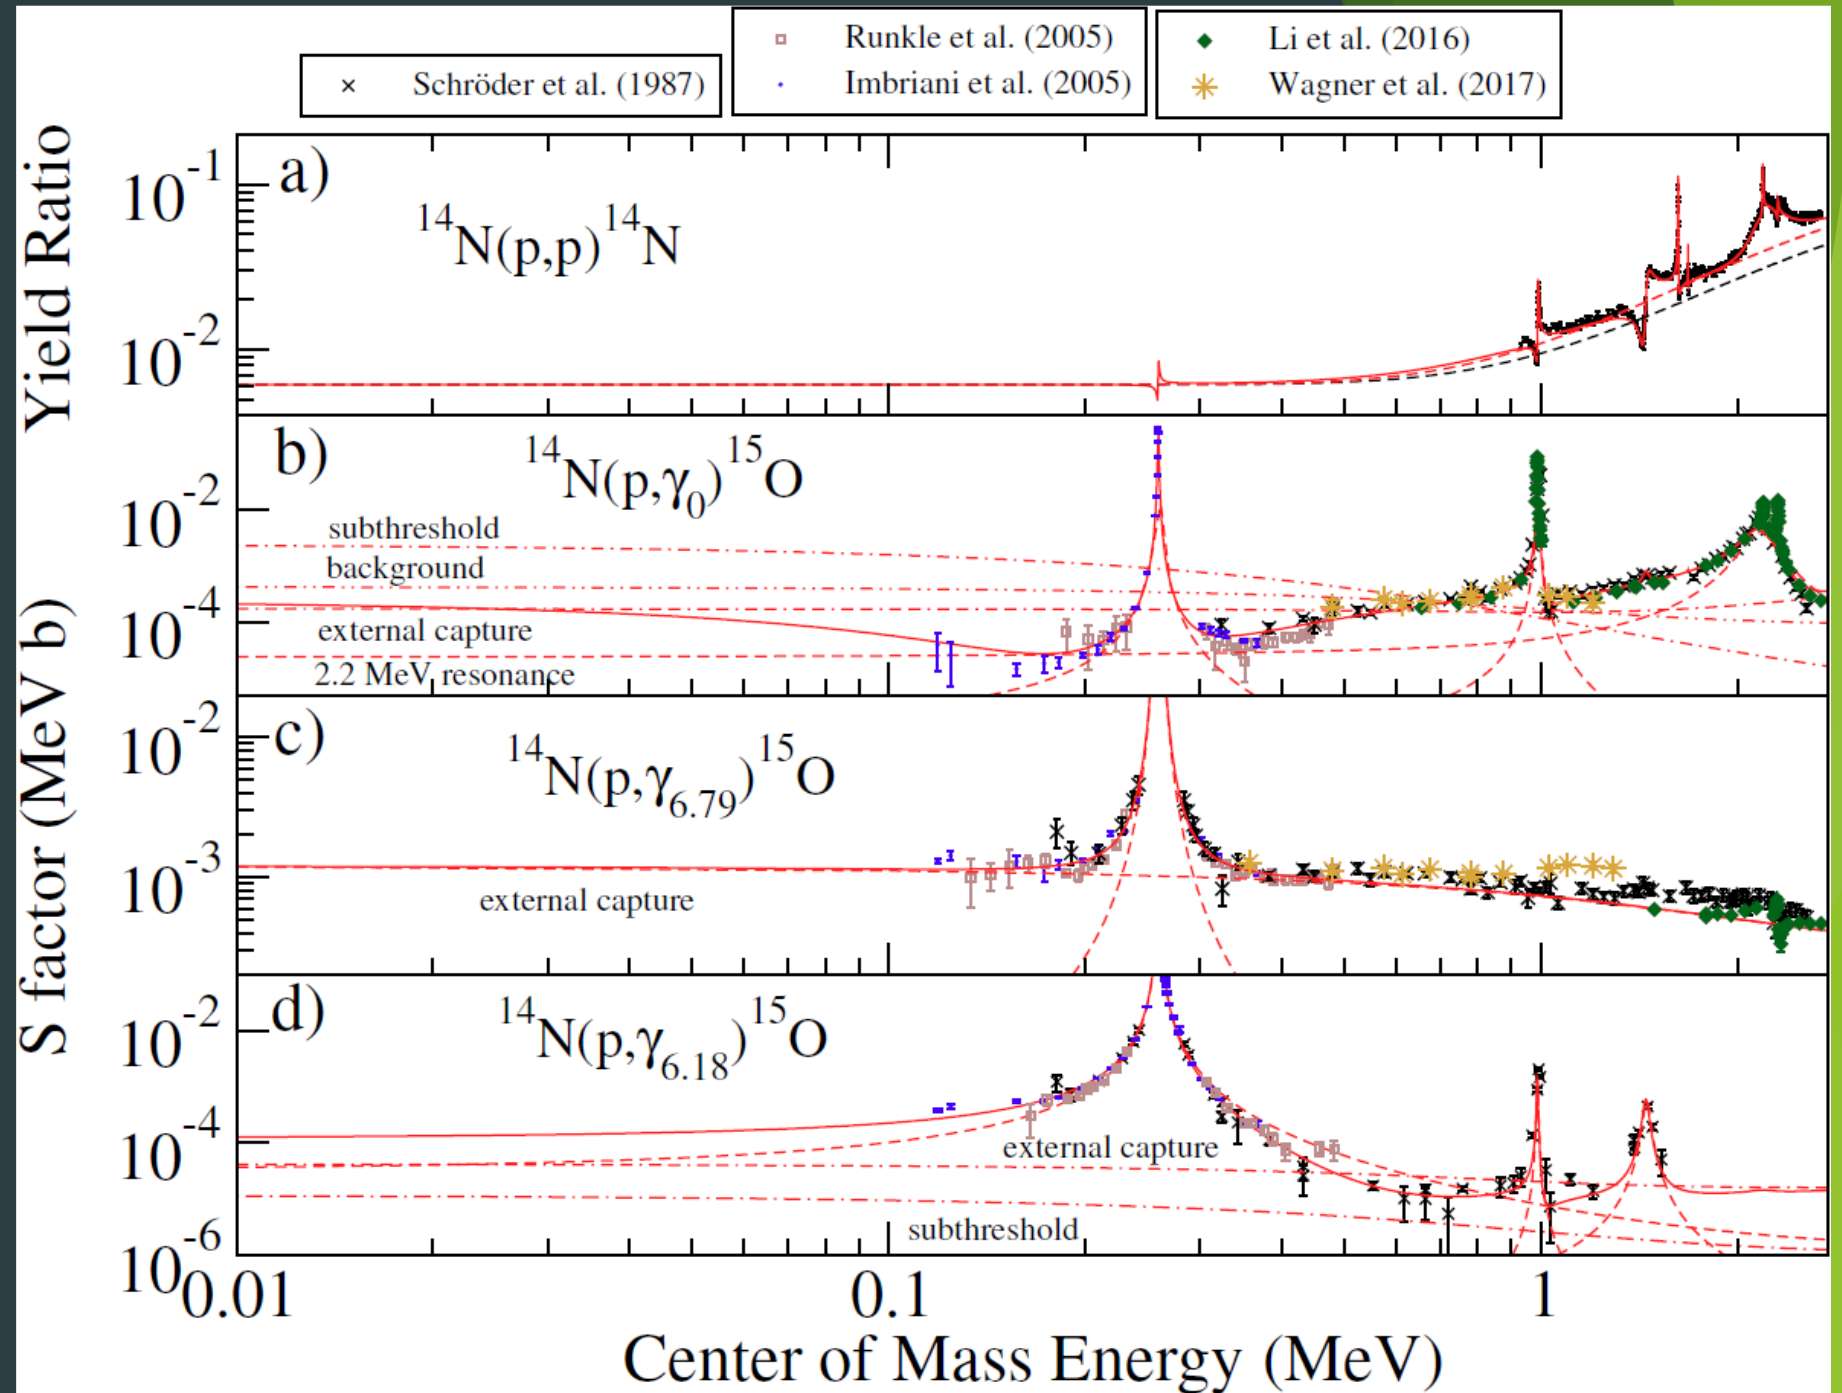 Schröder et al. (1987)
Runkle et al. (2005)
Imbriani et al. (2005)
Li et al. (2016)
Wagner et al. (2017)
Yield Ratio
10^-1
10^-2
a)
^14N(p,p)^14N
S factor (MeV b)
10^-2
10^-4
b)
^14N(p,γ_0)^15O
subthreshold
background
external capture
2.2 MeV resonance
10^-2
10^-3
c)
^14N(p,γ_6.79)^15O
external capture
10^-2
10^-4
10^-6
d)
^14N(p,γ_6.18)^15O
external capture
subthreshold
0.01 0.1 1
Center of Mass Energy (MeV)